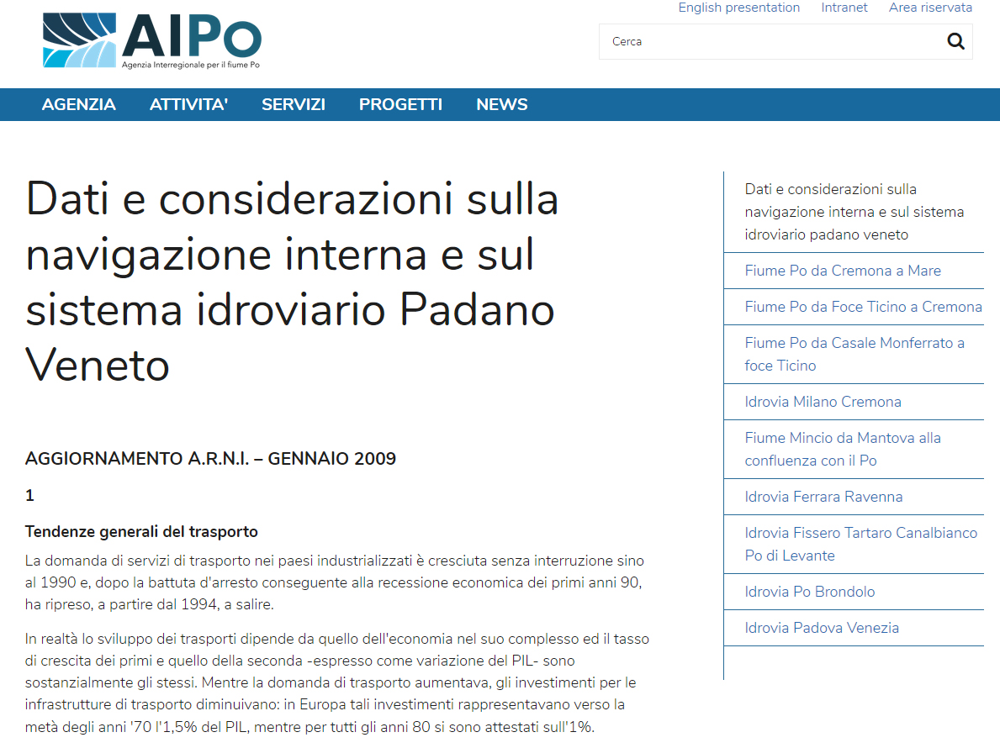 English presentation Intranet Area riservata
AIPo
Agenzia Interregionale per il fiume Po
Cerca
AGENZIA ATTIVITA' SERVIZI PROGETTI NEWS
Dati e considerazioni sulla
navigazione interna e sul
sistema idroviario Padano
Veneto
AGGIORNAMENTO A.R.N.I. – GENNAIO 2009
1
Tendenze generali del trasporto
La domanda di servizi di trasporto nei paesi industrializzati è cresciuta senza interruzione sino
al 1990 e, dopo la battuta d'arresto conseguente alla recessione economica dei primi anni 90,
ha ripreso, a partire dal 1994, a salire.
In realtà lo sviluppo dei trasporti dipende da quello dell'economia nel suo complesso ed il tasso
di crescita dei primi e quello della seconda -espresso come variazione del PIL- sono
sostanzialmente gli stessi. Mentre la domanda di trasporto aumentava, gli investimenti per le
infrastrutture di trasporto diminuivano: in Europa tali investimenti rappresentavano verso la
metà degli anni '70 l'1,5% del PIL, mentre per tutti gli anni 80 si sono attestati sull'1%.
Dati e considerazioni sulla
navigazione interna e sul sistema
idroviario padano veneto
Fiume Po da Cremona a Mare
Fiume Po da Foce Ticino a Cremona
Fiume Po da Casale Monferrato a
foce Ticino
Idrovia Milano Cremona
Fiume Mincio da Mantova alla
confluenza con il Po
Idrovia Ferrara Ravenna
Idrovia Fissero Tartaro Canalbianco
Po di Levante
Idrovia Po Brondolo
Idrovia Padova Venezia